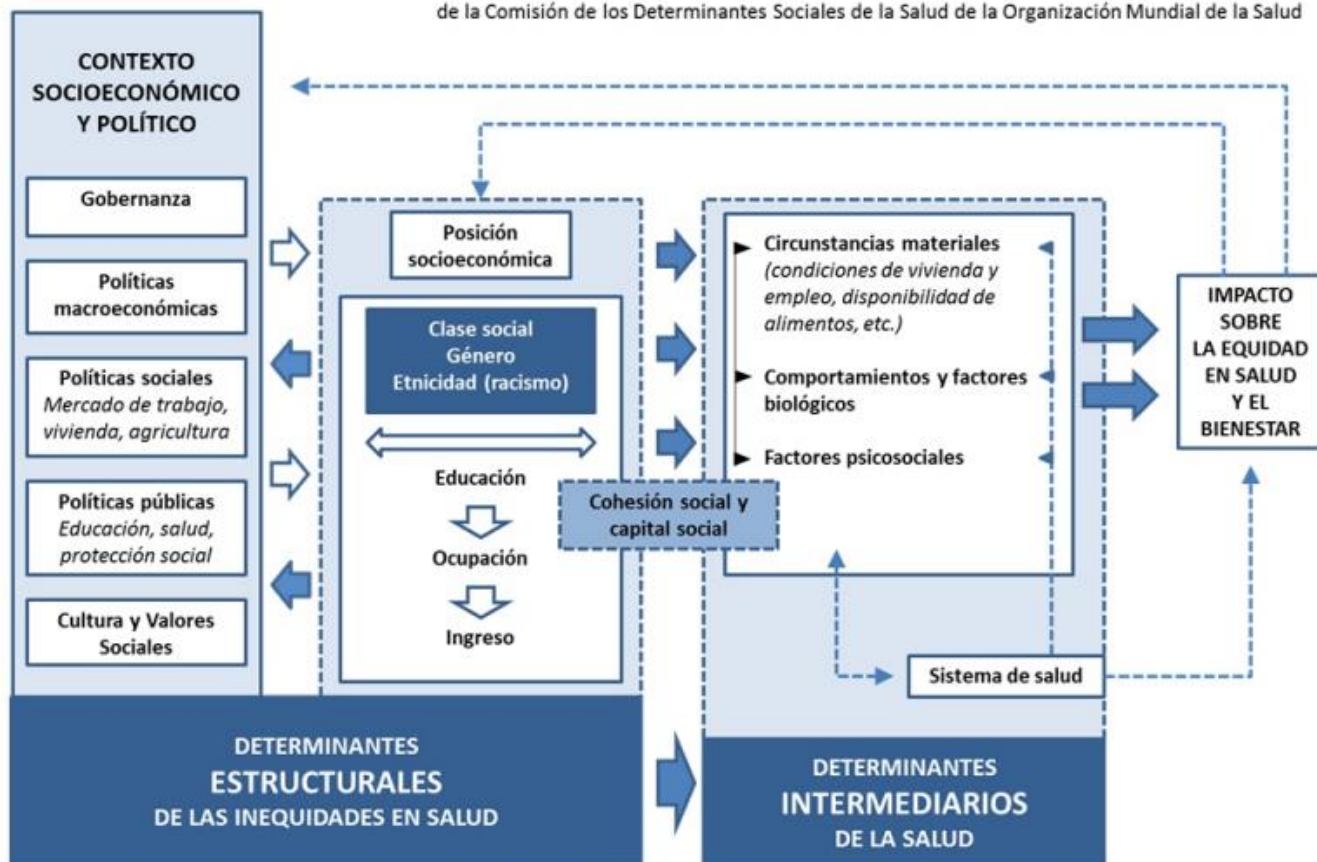 de la Comisión de los Determinantes Sociales de la Salud de la Organización Mundial de la Salud
CONTEXTO
SOCIOECONÓMICO
Y POLÍTICO
Gobernanza
Políticas
macroeconómicas
Políticas sociales
Mercado de trabajo,
vivienda, agricultura
Políticas públicas
Educación, salud,
protección social
Cultura y Valores
Sociales
Posición
socioeconómica
Clase social
Género
Etnicidad (racismo)
Educación
Ocupación
Ingreso
Cohesión social y
capital social
Circunstancias materiales
(condiciones de vivienda y
empleo, disponibilidad de
alimentos, etc.)
Comportamientos y factores
biológicos
Factores psicosociales
Sistema de salud
IMPACTO
SOBRE
LA EQUIDAD
EN SALUD
Y EL
BIENESTAR
DETERMINANTES
ESTRUCTURALES
DE LAS INEQUIDADES EN SALUD
DETERMINANTES
INTERMEDIARIOS
DE LA SALUD